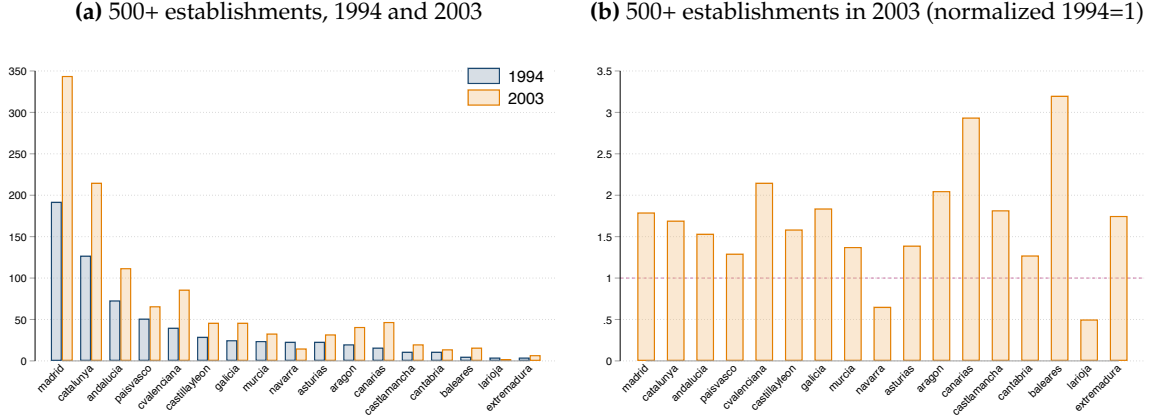 (a) 500+ establishments, 1994 and 2003
350
300
250
200
150
100
50
0
1994
2003
madrid
catalunya
andalucia
paisvasco
cvalenciana
castillayleon
galicia
murcia
navarra
asturias
aragon
canarias
castlamancha
cantabria
baleares
larioja
extremadura
(b) 500+ establishments in 2003 (normalized 1994=1)
3.5
3
2.5
2
1.5
1
.5
0
madrid
catalunya
andalucia
paisvasco
cvalenciana
castillayleon
galicia
murcia
navarra
asturias
aragon
canarias
castlamancha
cantabria
baleares
larioja
extremadura